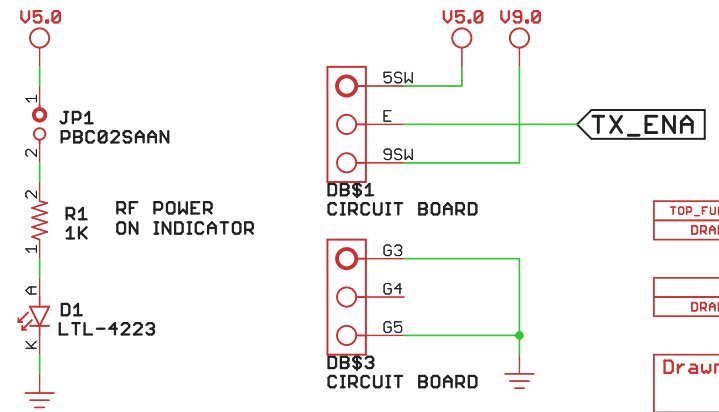 V5.0
1
JP1
PBC02SAAN
2
2
R1
1K
1
RF POWER
ON INDICATOR
A
D1
LTL-4223
K
V5.0
V9.0
5SW
E
TX_ENA
9SW
DB$1
CIRCUIT BOARD
G3
G4
G5
DB$3
CIRCUIT BOARD
TOP_FU
DRA
DRA
Drawn